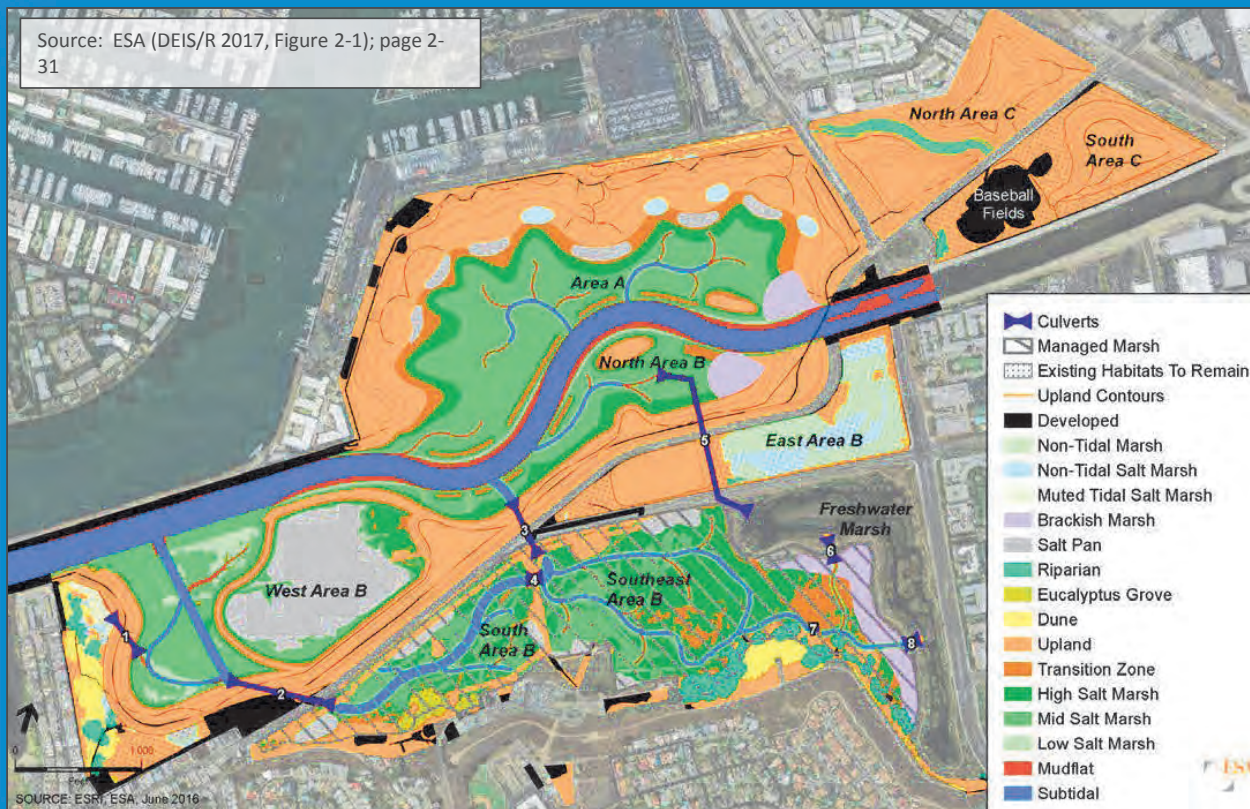 Source: ESA (DEIS/R 2017, Figure 2-1); page 2-
31
North Area C
South
Area C
Baseball
Fields
Area A
North Area B
5
East Area B
Freshwater
Marsh
3
6
4
West Area B
Southeast
Area B
South
Area B
7
8
1
2
Culverts
Managed Marsh
Existing Habitats To Remain
Upland Contours
Developed
Non-Tidal Marsh
Non-Tidal Salt Marsh
Muted Tidal Salt Marsh
Brackish Marsh
Salt Pan
Riparian
Eucalyptus Grove
Dune
Upland
Transition Zone
High Salt Marsh
Mid Salt Marsh
Low Salt Marsh
Mudflat
Subtidal
0
1,000
Feet
SOURCE: ESRI, ESA, June 2016